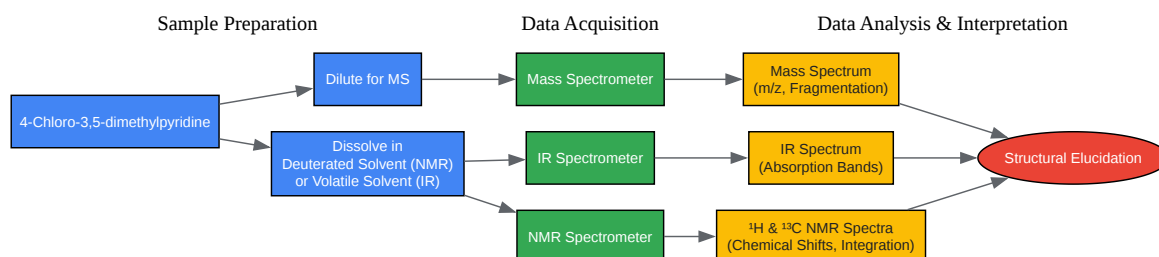 Sample Preparation
Data Acquisition
Data Analysis & Interpretation
4-Chloro-3,5-dimethylpyridine
Dilute for MS
Mass Spectrometer
Mass Spectrum
(m/z, Fragmentation)
Dissolve in
Deuterated Solvent (NMR)
or Volatile Solvent (IR)
IR Spectrometer
IR Spectrum
(Absorption Bands)
Structural Elucidation
NMR Spectrometer
¹H & ¹³C NMR Spectra
(Chemical Shifts, Integration)